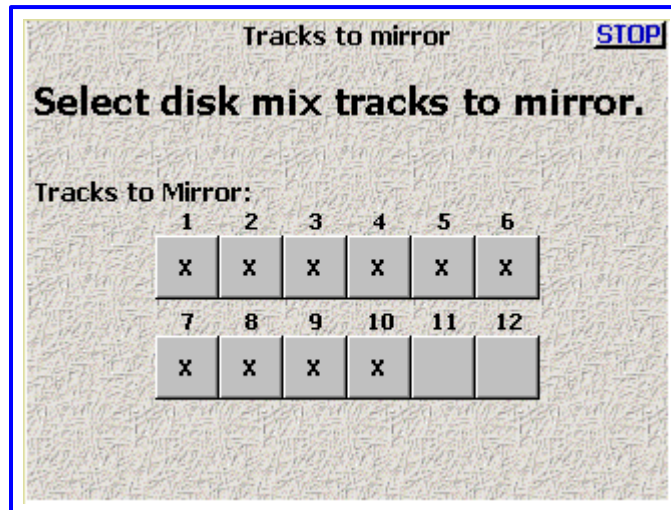 Tracks to mirror STOP
Select disk mix tracks to mirror.
Tracks to Mirror:
1 2 3 4 5 6
X X X X X X
7 8 9 10 11 12
X X X X